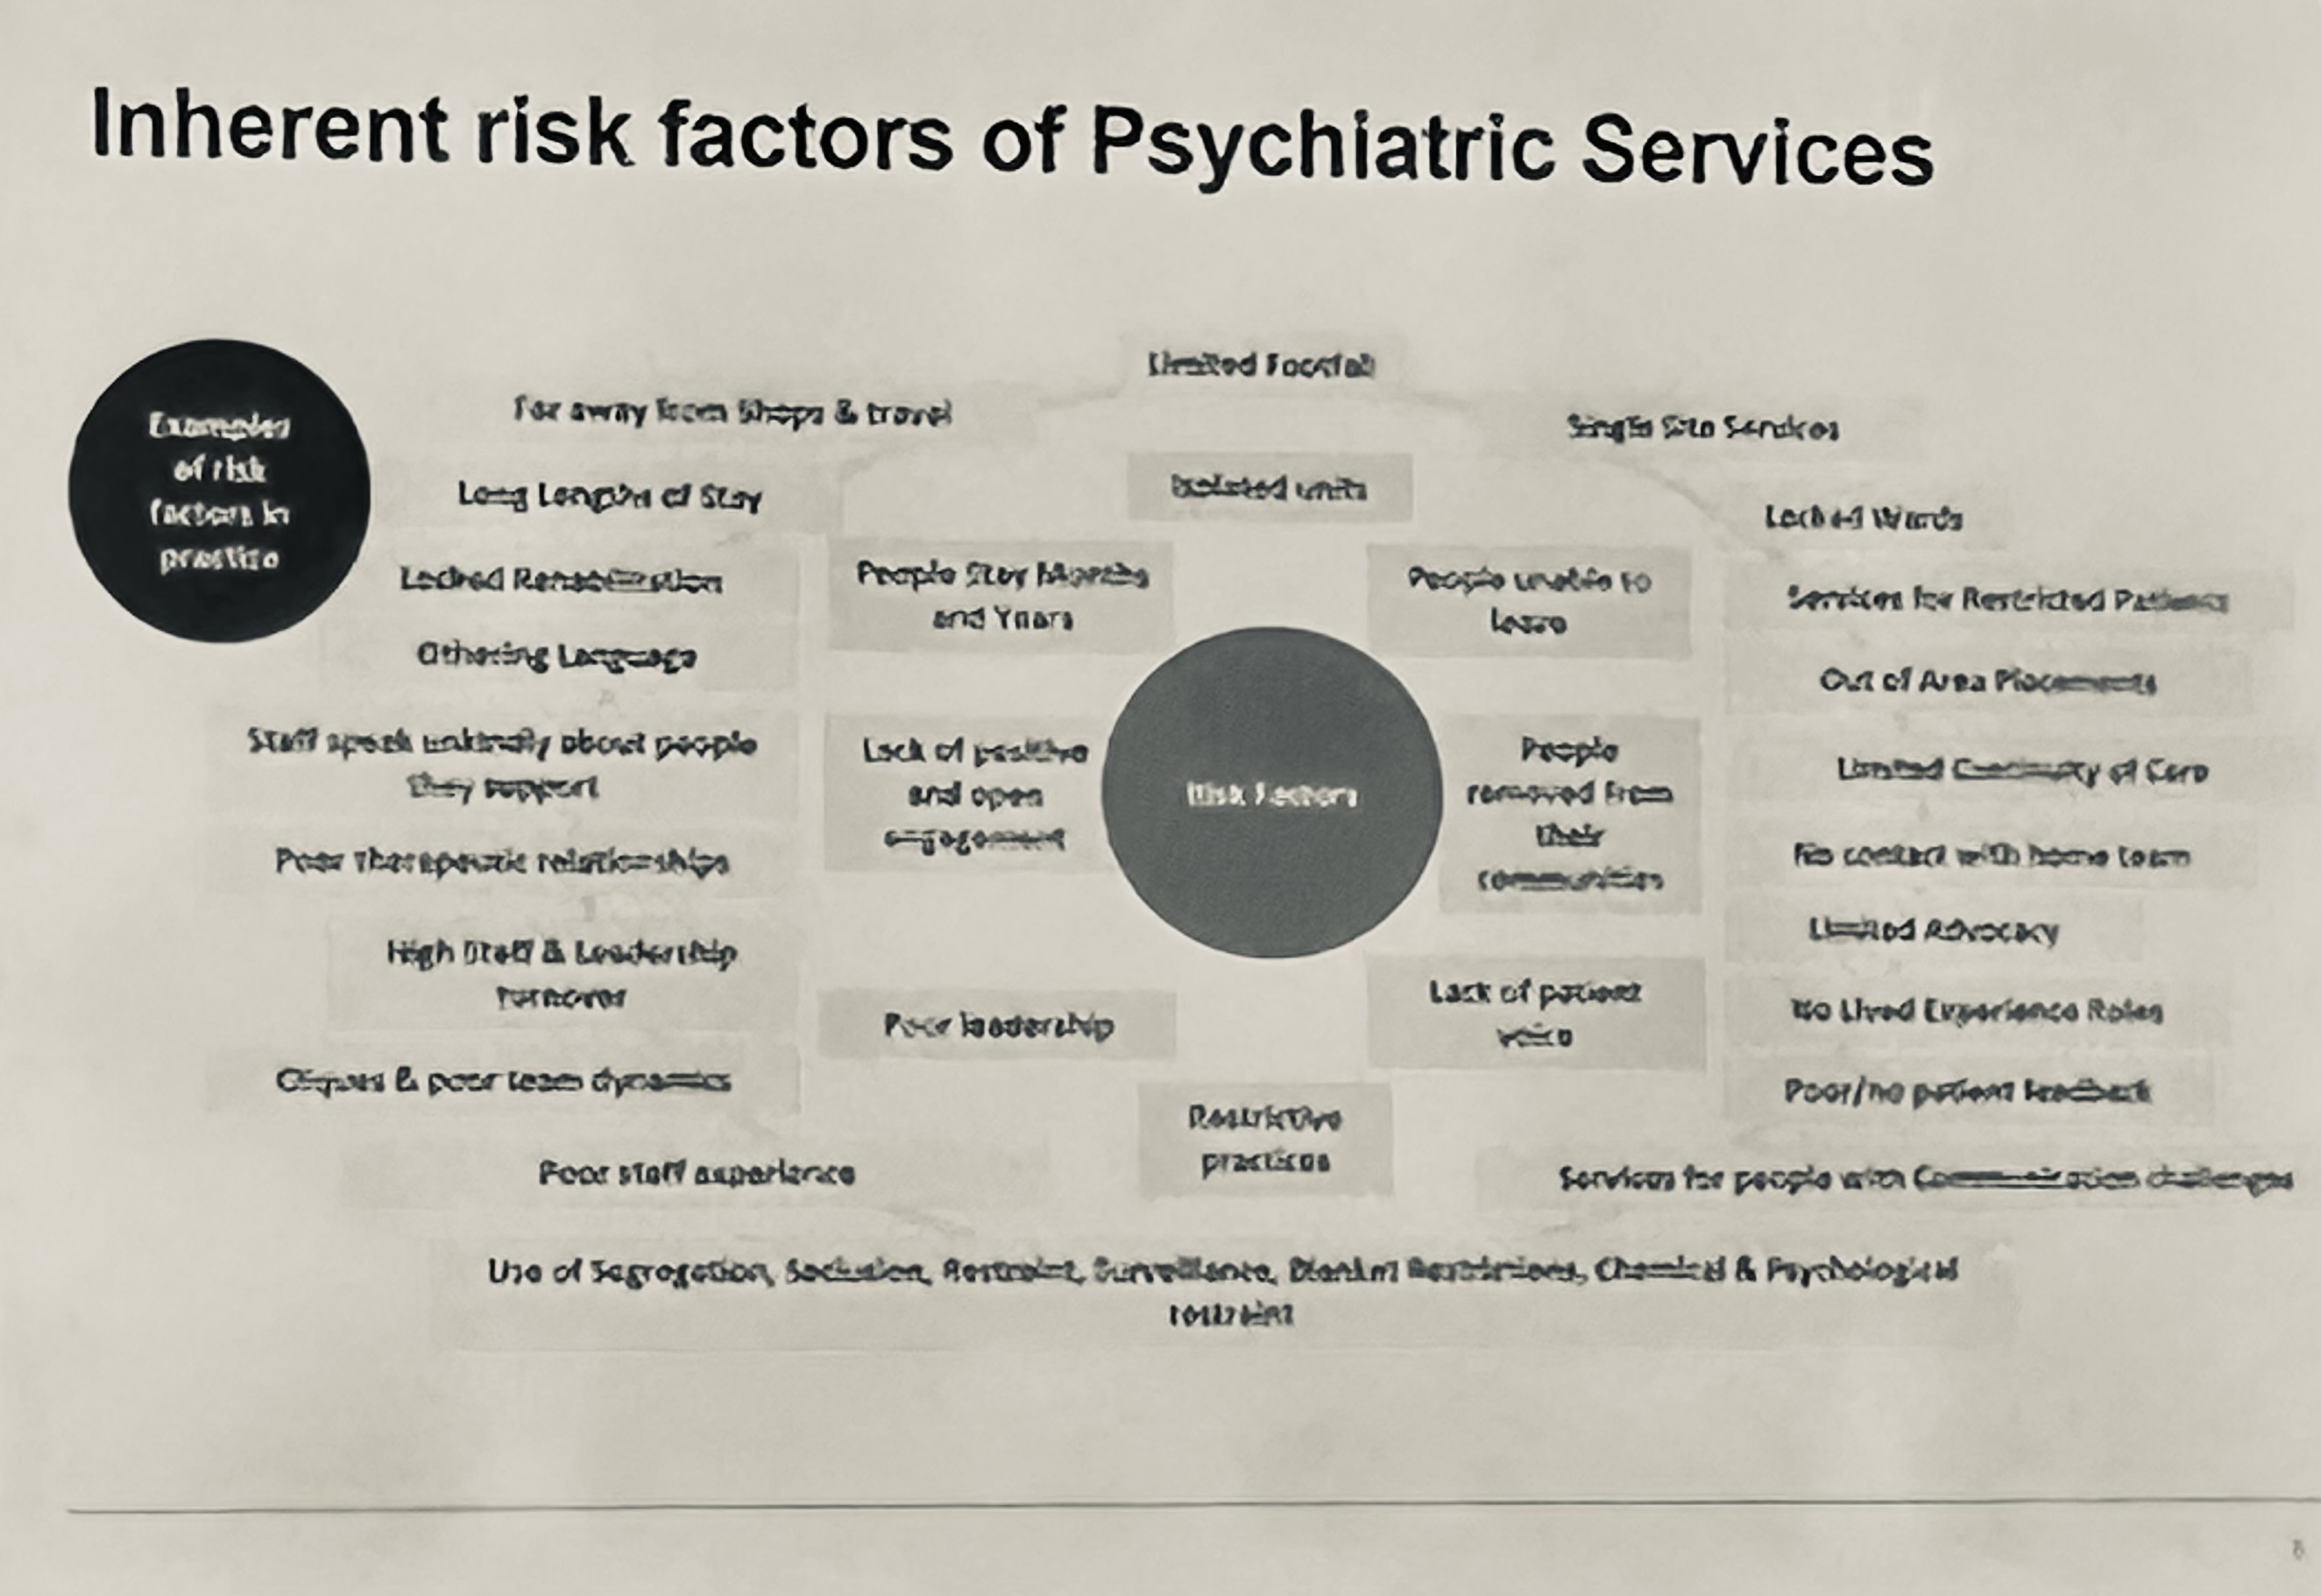 Inherent risk factors of Psychiatric Services
Examples
of risk
factors in
practice
Limited Footfall
Far away from Shops & travel
Single Site Services
Long Lengths of Stay
Isolated units
Locked Wards
Locked Rehabilitation
People Stay Months
and Years
People unable to
leave
Services for Restricted Patients
Othering Language
Out of Area Placements
Staff speak unkindly about people
they support
Lack of positive
and open
engagement
Risk Factors
People
removed from
their
communities
Limited Continuity of Care
Poor Therapeutic relationships
No contact with home team
High Staff & Leadership
Turnover
Limited Advocacy
Poor leadership
Lack of patient
voice
No Lived Experience Roles
Cliques & poor team dynamics
Poor/no patient feedback
Restrictive
practices
Poor staff experience
Services for people with Communication challenges
Use of Segregation, Seclusion, Restraint, Surveillance, Blanket Restrictions, Chemical & Psychological
restraint